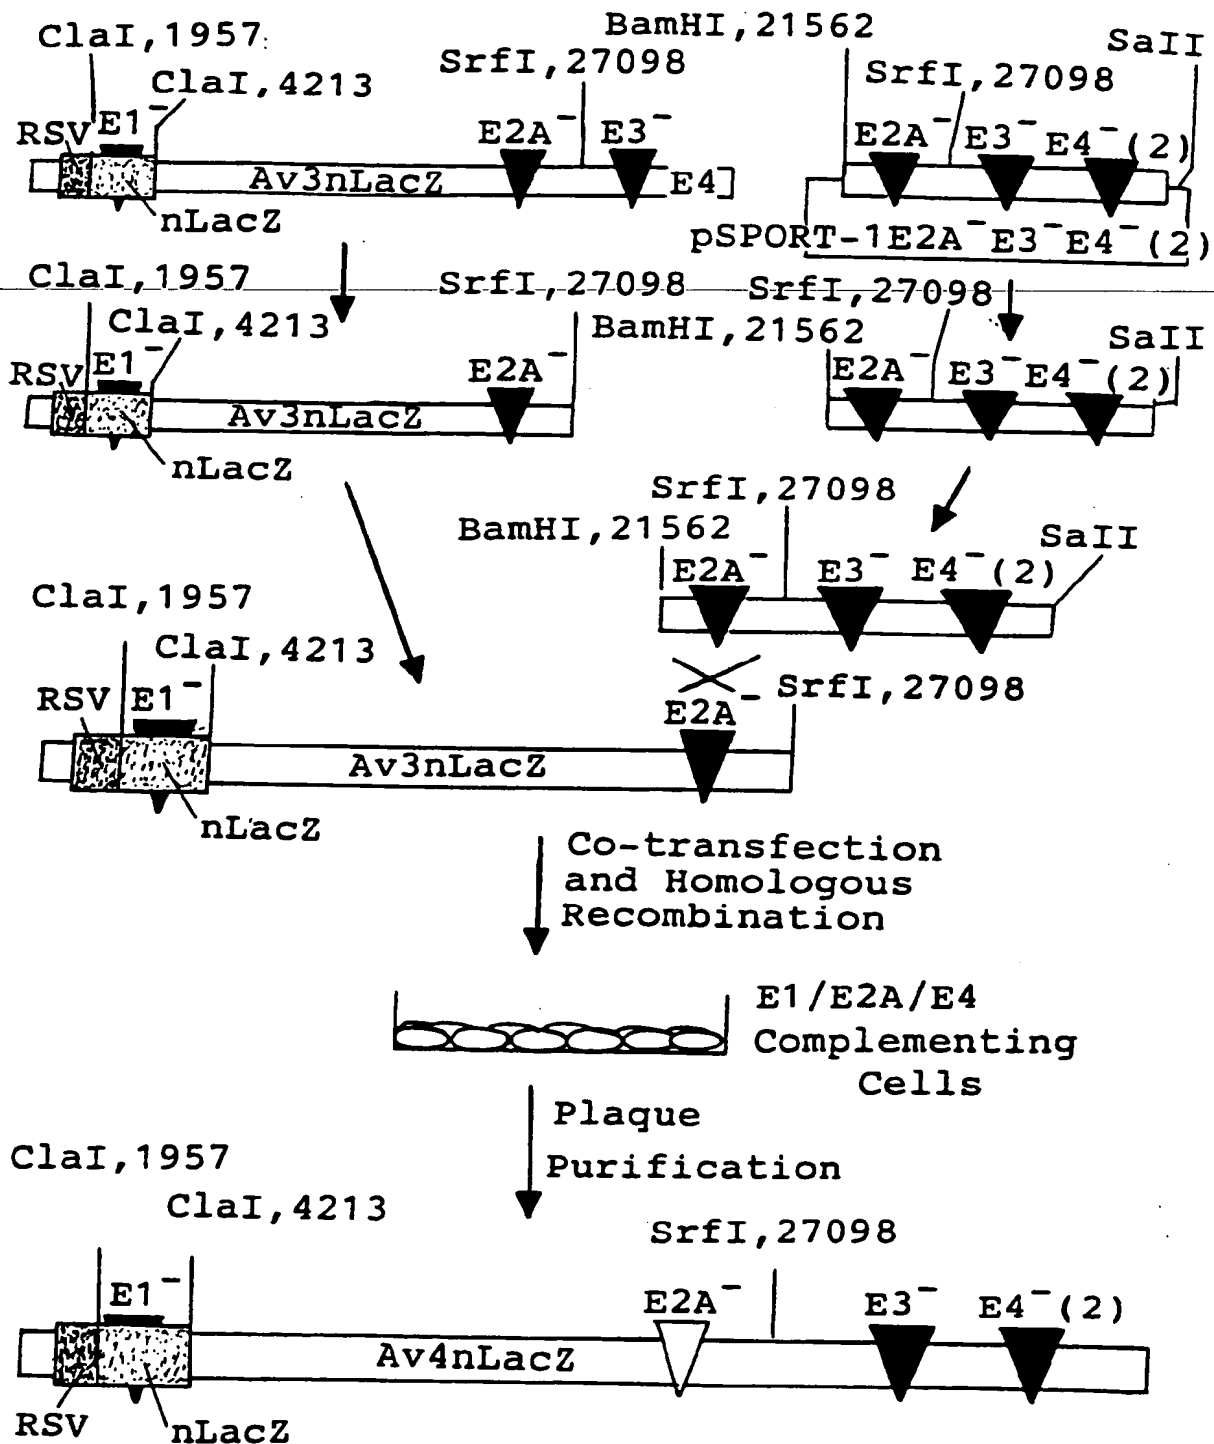 BamHI,21562
ClaI,1957
SrfI,27098
SalI
ClaI,4213
SrfI,27098
RSV
E1-
E2A-
E3-
E2A-
E3-
E4-(2)
Av3nLacZ
E4]
nLacZ
pSPORT-1E2A-E3-E4-(2)
ClaI,1957
SrfI,27098
SrfI,27098
ClaI,4213
BamHI,21562
SalI
RSV
E1-
E2A-
E2A-
E3-
E4-(2)
Av3nLacZ
nLacZ
SrfI,27098
BamHI,21562
SalI
E2A-
E3-
E4-(2)
ClaI,1957
ClaI,4213
RSV
E1-
SrfI,27098
E2A-
Av3nLacZ
nLacZ
Co-transfection
and Homologous
Recombination
E1/E2A/E4
Complementing
Cells
Plaque
Purification
ClaI,1957
ClaI,4213
SrfI,27098
E1-
E2A-
E3-
E4-(2)
Av4nLacZ
RSV
nLacZ